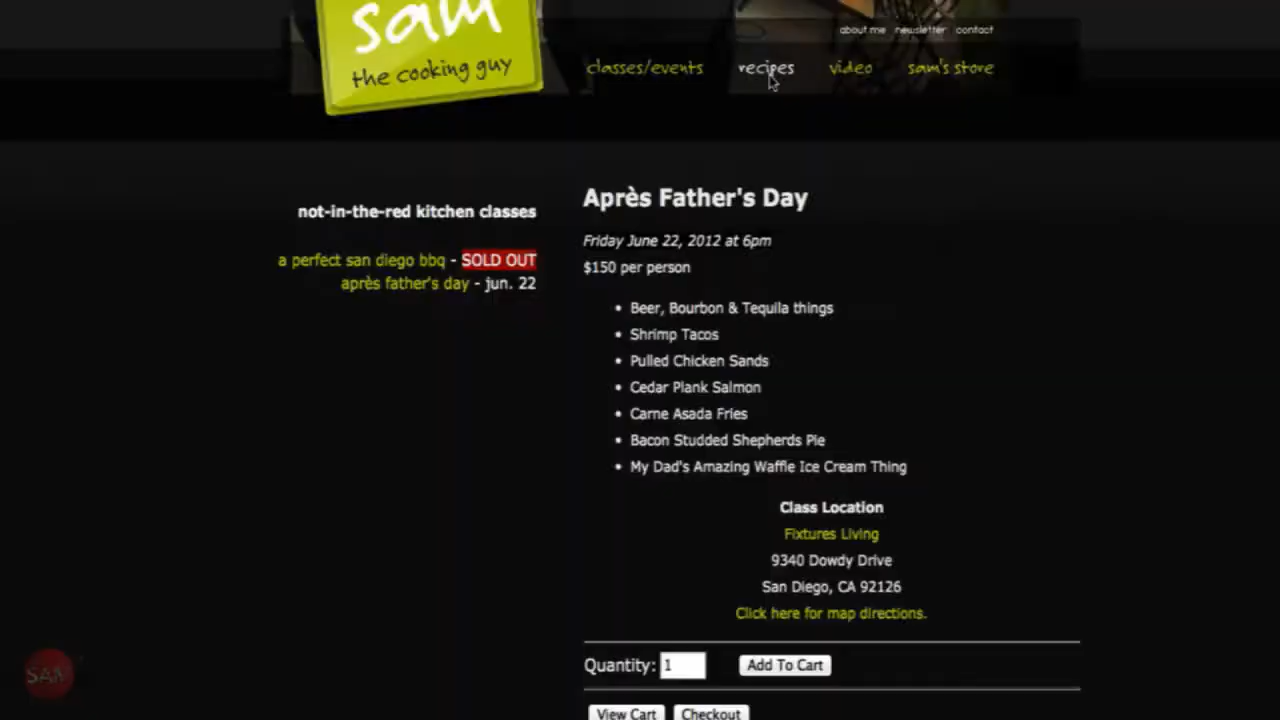 sam
the cooking guy
about me newsletter contact
classes/events recipes video sam's store
not-in-the-red kitchen classes
a perfect san diego bbq - SOLD OUT
après father's day - jun. 22
Après Father's Day
Friday June 22, 2012 at 6pm
$150 per person
• Beer, Bourbon & Tequila things
• Shrimp Tacos
• Pulled Chicken Sands
• Cedar Plank Salmon
• Carne Asada Fries
• Bacon Studded Shepherds Pie
• My Dad's Amazing Waffle Ice Cream Thing
Class Location
Fixtures Living
9340 Dowdy Drive
San Diego, CA 92126
Click here for map directions.
Quantity: 1 Add To Cart
View Cart Checkout
SAM